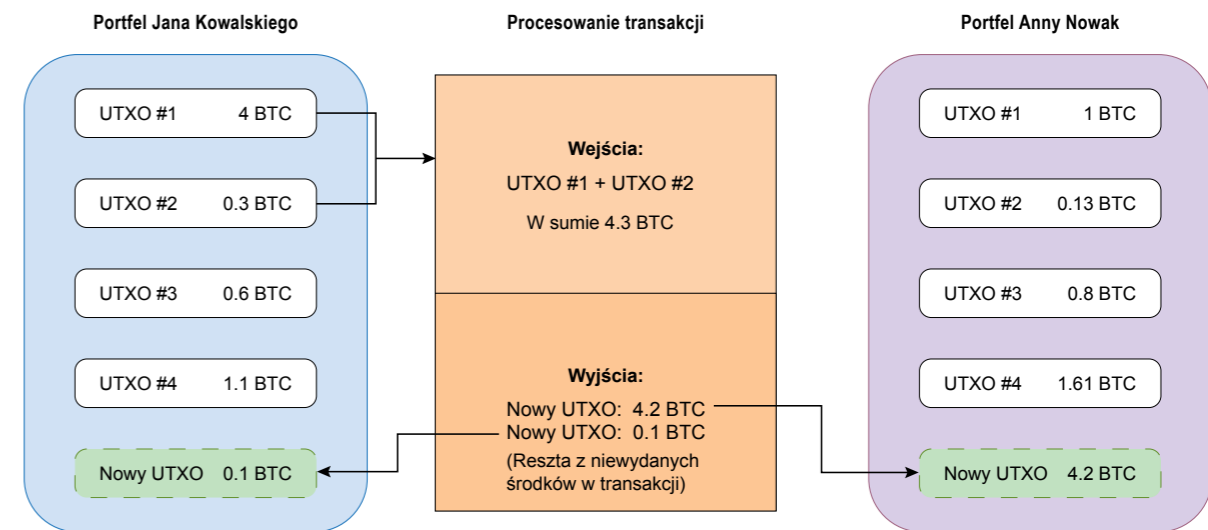 Portfel Jana Kowalskiego
UTXO #1 4 BTC
UTXO #2 0.3 BTC
UTXO #3 0.6 BTC
UTXO #4 1.1 BTC
Nowy UTXO 0.1 BTC
Procesowanie transakcji
Wejścia:
UTXO #1 + UTXO #2
W sumie 4.3 BTC
Wyjścia:
Nowy UTXO: 4.2 BTC
Nowy UTXO: 0.1 BTC
(Reszta z niewydanych
środków w transakcji)
Portfel Anny Nowak
UTXO #1 1 BTC
UTXO #2 0.13 BTC
UTXO #3 0.8 BTC
UTXO #4 1.61 BTC
Nowy UTXO 4.2 BTC